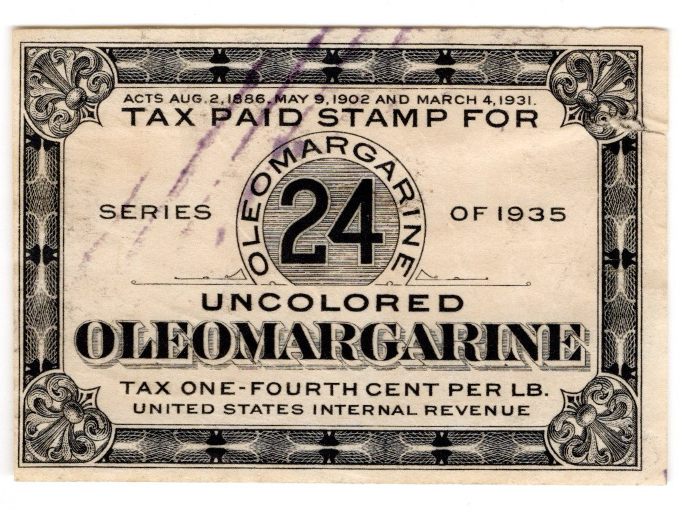 ACTS AUG. 2, 1886, MAY 9, 1902 AND MARCH 4, 1931.
TAX PAID STAMP FOR
OLEOMARGARINE
SERIES 24 OF 1935
UNCOLORED
OLEOMARGARINE
TAX ONE-FOURTH CENT PER LB.
UNITED STATES INTERNAL REVENUE